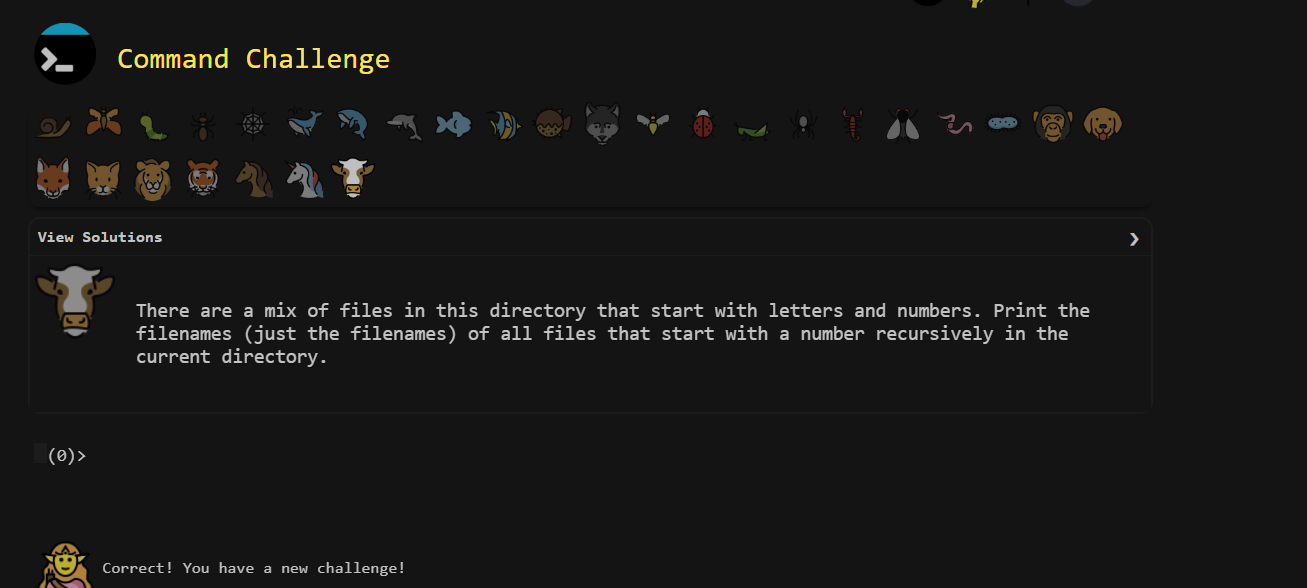 Command Challenge
View Solutions
There are a mix of files in this directory that start with letters and numbers. Print the
filenames (just the filenames) of all files that start with a number recursively in the
current directory.
(0)>
Correct! You have a new challenge!